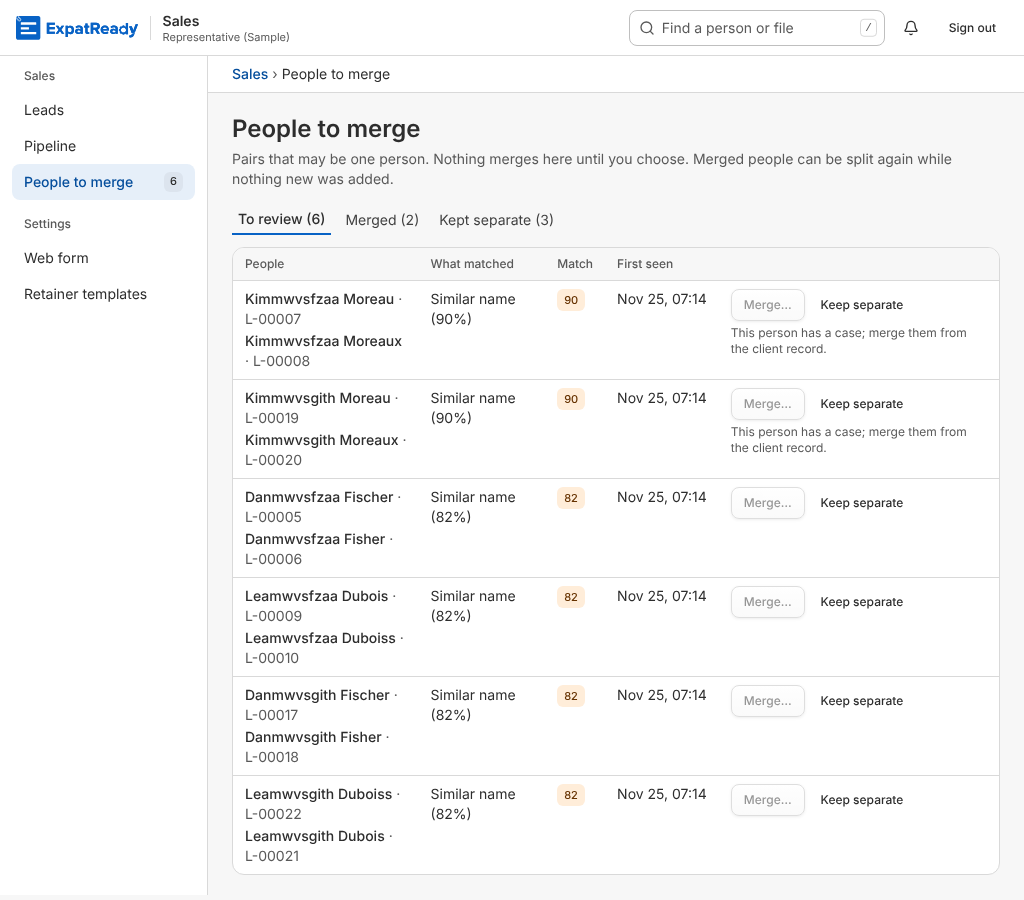 ExpatReady
Sales
Representative (Sample)
Find a person or file
/
Sign out
Sales
Leads
Pipeline
People to merge 6
Settings
Web form
Retainer templates
Sales › People to merge
People to merge
Pairs that may be one person. Nothing merges here until you choose. Merged people can be split again while
nothing new was added.
To review (6) Merged (2) Kept separate (3)
People What matched Match First seen
Kimmwvsfzaa Moreau · Similar name 90 Nov 25, 07:14 Merge... Keep separate
L-00007 (90%)
Kimmwvsfzaa Moreaux This person has a case; merge them from
· L-00008 the client record.
Kimmwvsgith Moreau · Similar name 90 Nov 25, 07:14 Merge... Keep separate
L-00019 (90%)
Kimmwvsgith Moreaux · This person has a case; merge them from
L-00020 the client record.
Danmwvsfzaa Fischer · Similar name 82 Nov 25, 07:14 Merge... Keep separate
L-00005 (82%)
Danmwvsfzaa Fisher ·
L-00006
Leamwvsfzaa Dubois · Similar name 82 Nov 25, 07:14 Merge... Keep separate
L-00009 (82%)
Leamwvsfzaa Duboiss ·
L-00010
Danmwvsgith Fischer · Similar name 82 Nov 25, 07:14 Merge... Keep separate
L-00017 (82%)
Danmwvsgith Fisher ·
L-00018
Leamwvsgith Duboiss · Similar name 82 Nov 25, 07:14 Merge... Keep separate
L-00022 (82%)
Leamwvsgith Dubois ·
L-00021